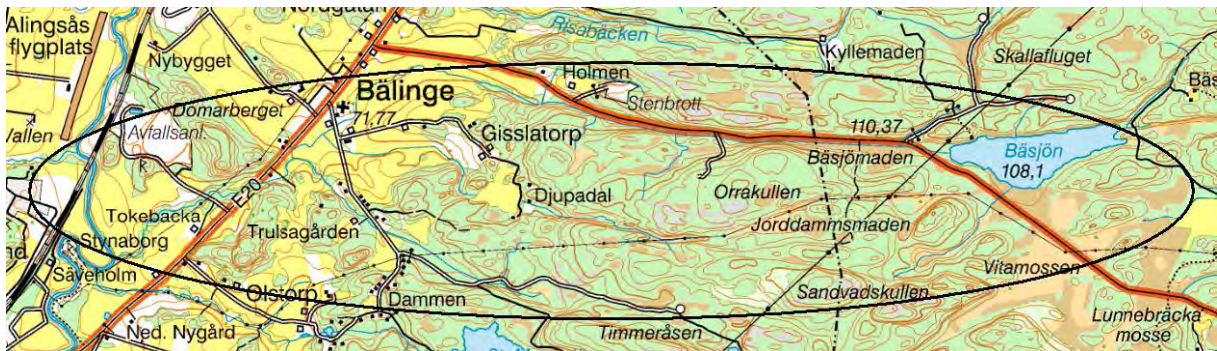 Nordgatan
Alingsås
flygplats
Risabäcken
Kyllemaden
Skallafluget
150
Nybygget
Holmen
Bälinge
Stenbrott
Domarberget
71,77
Vallen
Avfallsanl.
Gisslatorp
110,37
Bäsjömaden
Bäsjön
108,1
E20
Djupadal
Orrakullen
Tokebacka
Trulsagården
Jorddammsmaden
Stynaborg
Säveholm
Vitamossen
Olstorp
Dammen
Sandvadskullen
Ned. Nygård
Timmeråsen
Lunnebräcka
mosse